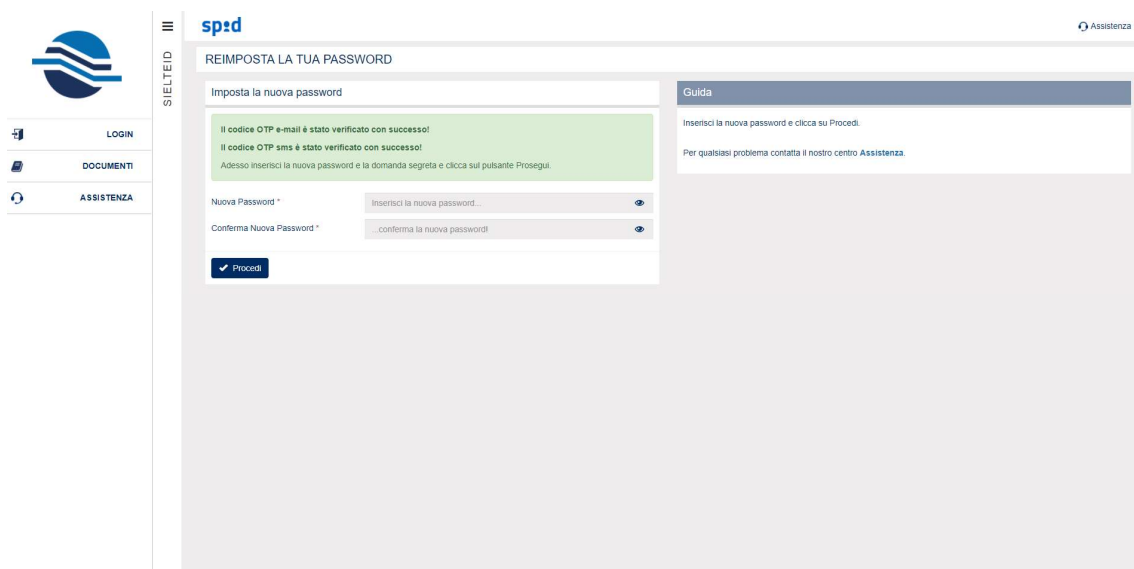 LOGIN
DOCUMENTI
ASSISTENZA
SIELTEID
spid
Assistenza
REIMPOSTA LA TUA PASSWORD
Imposta la nuova password
Il codice OTP e-mail è stato verificato con successo!
Il codice OTP sms è stato verificato con successo!
Adesso inserisci la nuova password e la domanda segreta e clicca sul pulsante Prosegui.
Nuova Password *
Inserisci la nuova password...
Conferma Nuova Password *
...conferma la nuova password!
Procedi
Guida
Inserisci la nuova password e clicca su Procedi.
Per qualsiasi problema contatta il nostro centro Assistenza.